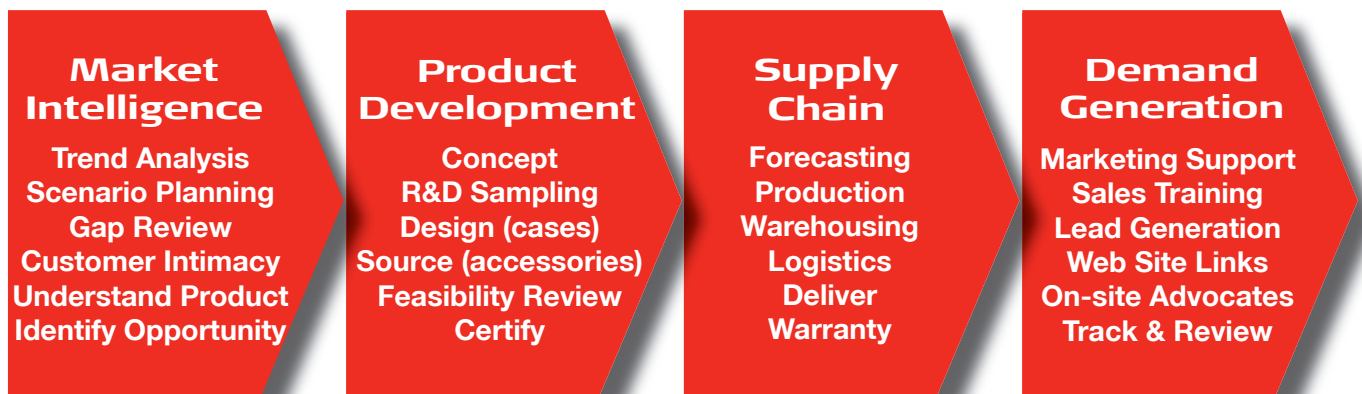 Market
Intelligence
Trend Analysis
Scenario Planning
Gap Review
Customer Intimacy
Understand Product
Identify Opportunity
Product
Development
Concept
R&D Sampling
Design (cases)
Source (accessories)
Feasibility Review
Certify
Supply
Chain
Forecasting
Production
Warehousing
Logistics
Deliver
Warranty
Demand
Generation
Marketing Support
Sales Training
Lead Generation
Web Site Links
On-site Advocates
Track & Review